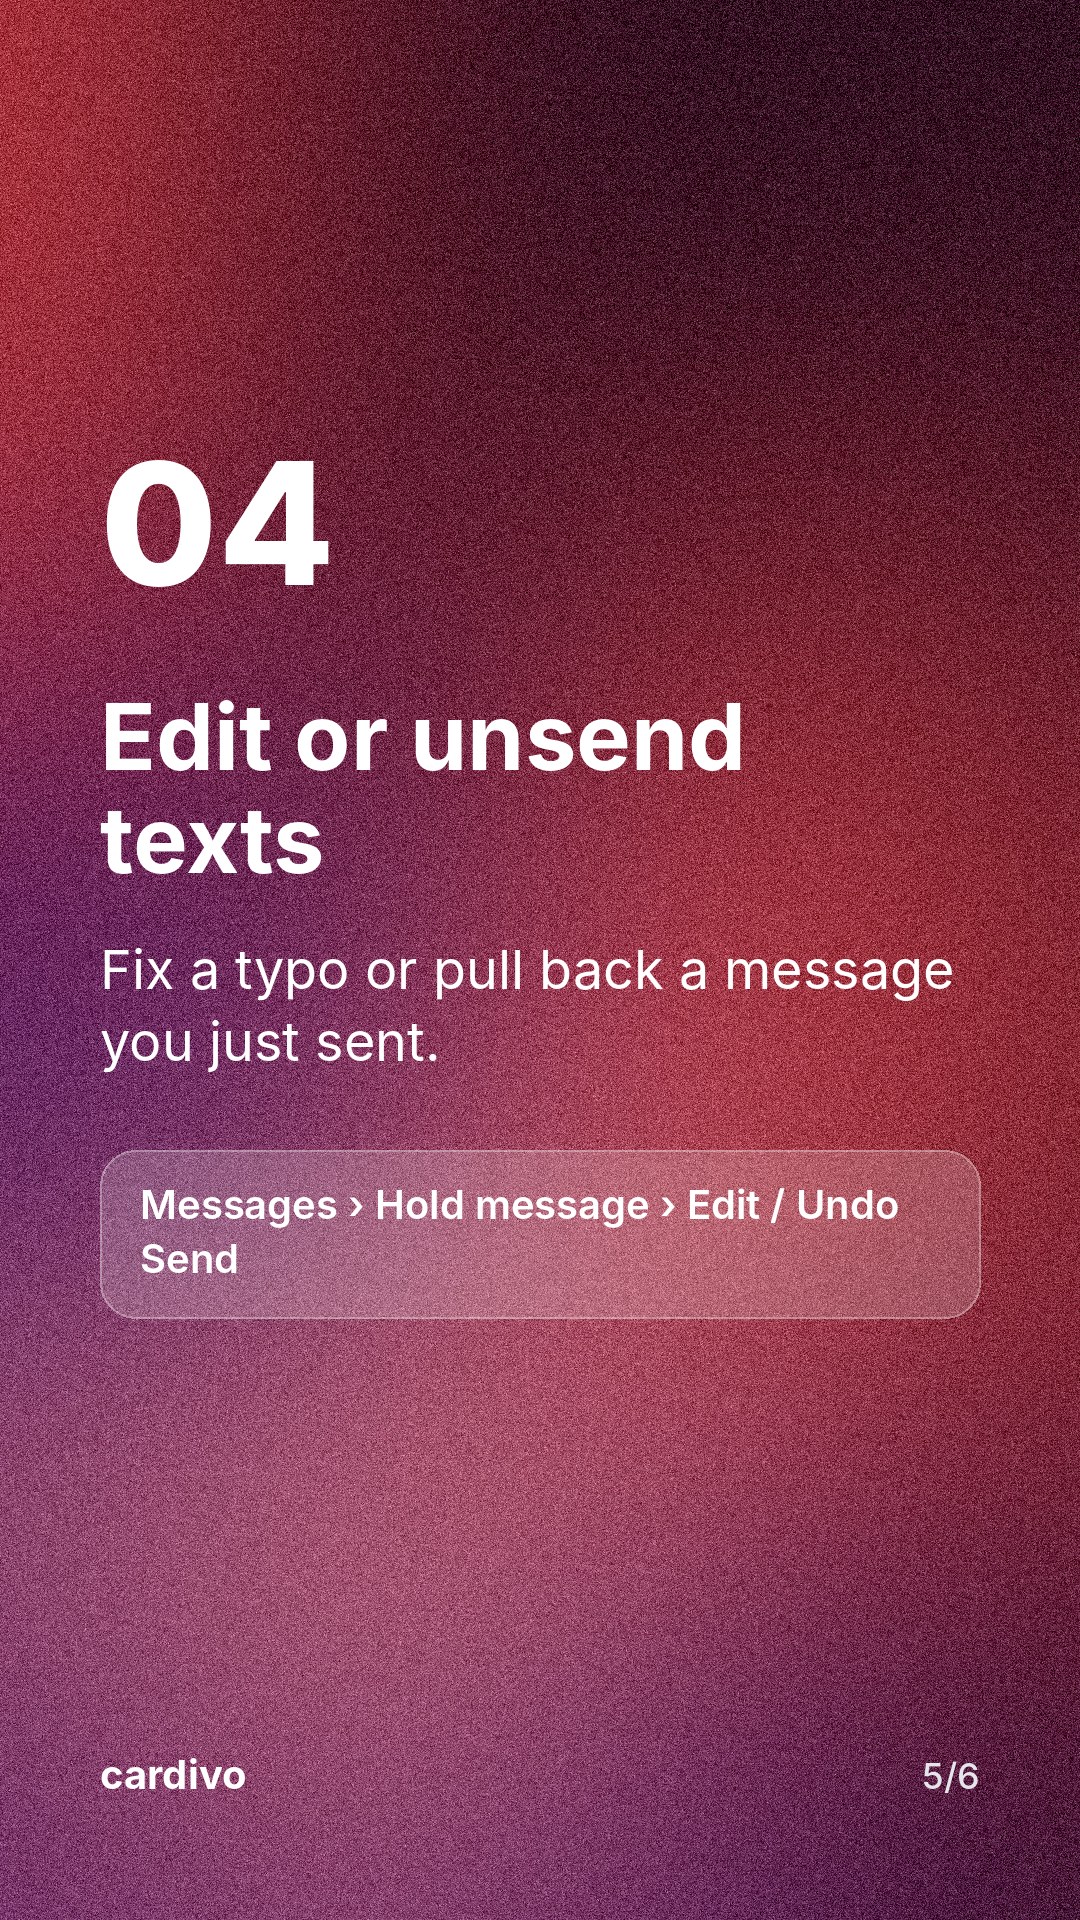 04
Edit or unsend
texts
Fix a typo or pull back a message
you just sent.
Messages › Hold message › Edit / Undo
Send
cardivo
5/6